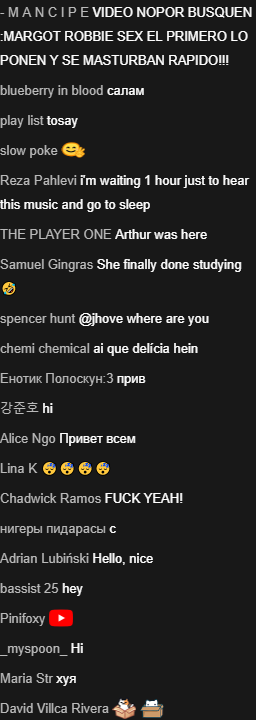 - M A N C I P E VIDEO NOPOR BUSQUEN
:MARGOT ROBBIE SEX EL PRIMERO LO
PONEN Y SE MASTURBAN RAPIDO!!!
blueberry in blood салам
play list tosay
slow poke
Reza Pahlevi i'm waiting 1 hour just to hear
this music and go to sleep
THE PLAYER ONE Arthur was here
Samuel Gingras She finally done studying
🤣
spencer hunt @jhove where are you
chemi chemical ai que delícia hein
Енотик Полоскун:3 прив
강준호 hi
Alice Ngo Привет всем
Lina K 😴😴😴😴
Chadwick Ramos FUCK YEAH!
нигеры пидарасы с
Adrian Lubiński Hello, nice
bassist 25 hey
Pinifoxy
_myspoon_ Hi
Maria Str хуя
David Villca Rivera